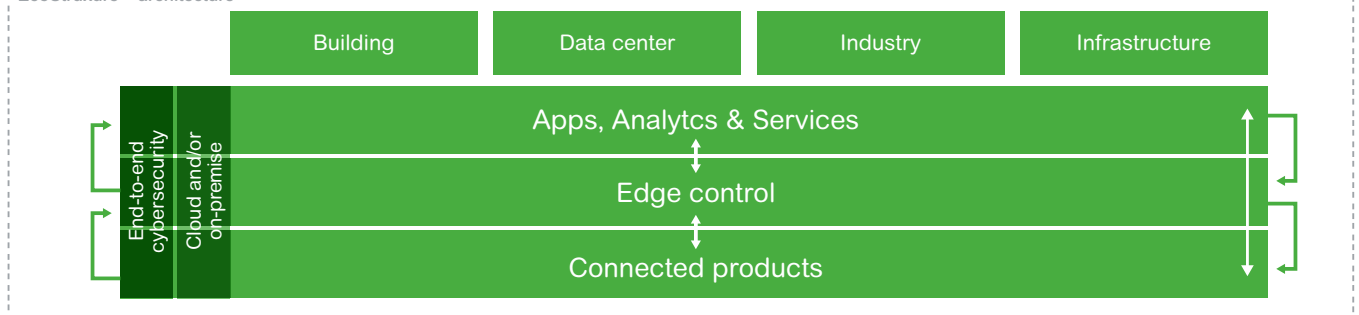 Building
Data center
Industry
Infrastructure
Apps, Analytcs & Services
Edge control
Connected products
End-to-end
cybersecurity
Cloud and/or
on-premise